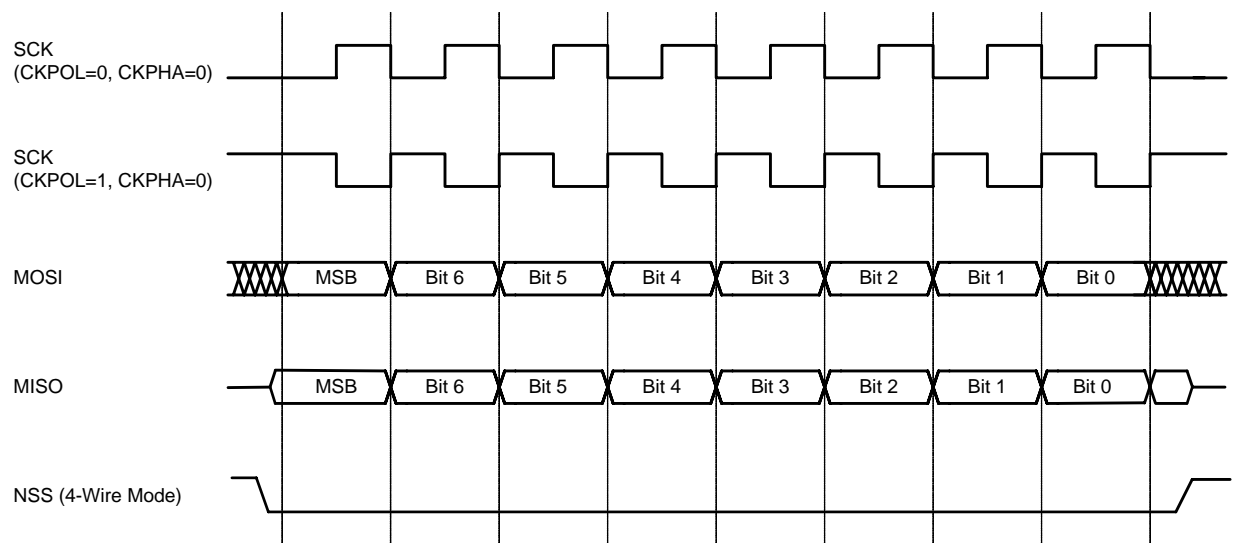 SCK
(CKPOL=0, CKPHA=0)
SCK
(CKPOL=1, CKPHA=0)
MOSI
MSB Bit 6 Bit 5 Bit 4 Bit 3 Bit 2 Bit 1 Bit 0
MISO
MSB Bit 6 Bit 5 Bit 4 Bit 3 Bit 2 Bit 1 Bit 0
NSS (4-Wire Mode)